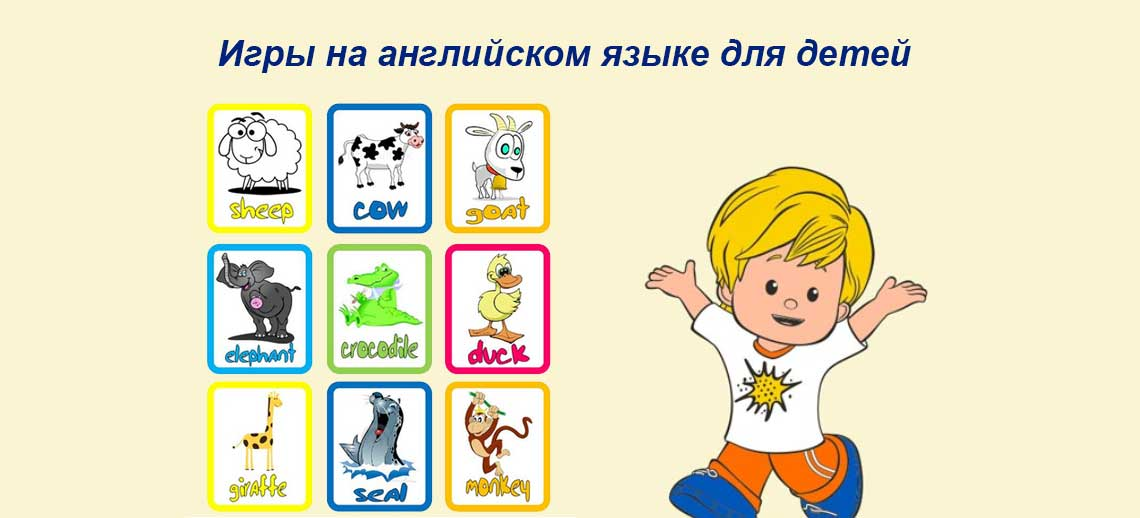 Игры на английском языке для детей
sheep
cow
goat
elephant
crocodile
duck
giraffe
seal
monkey